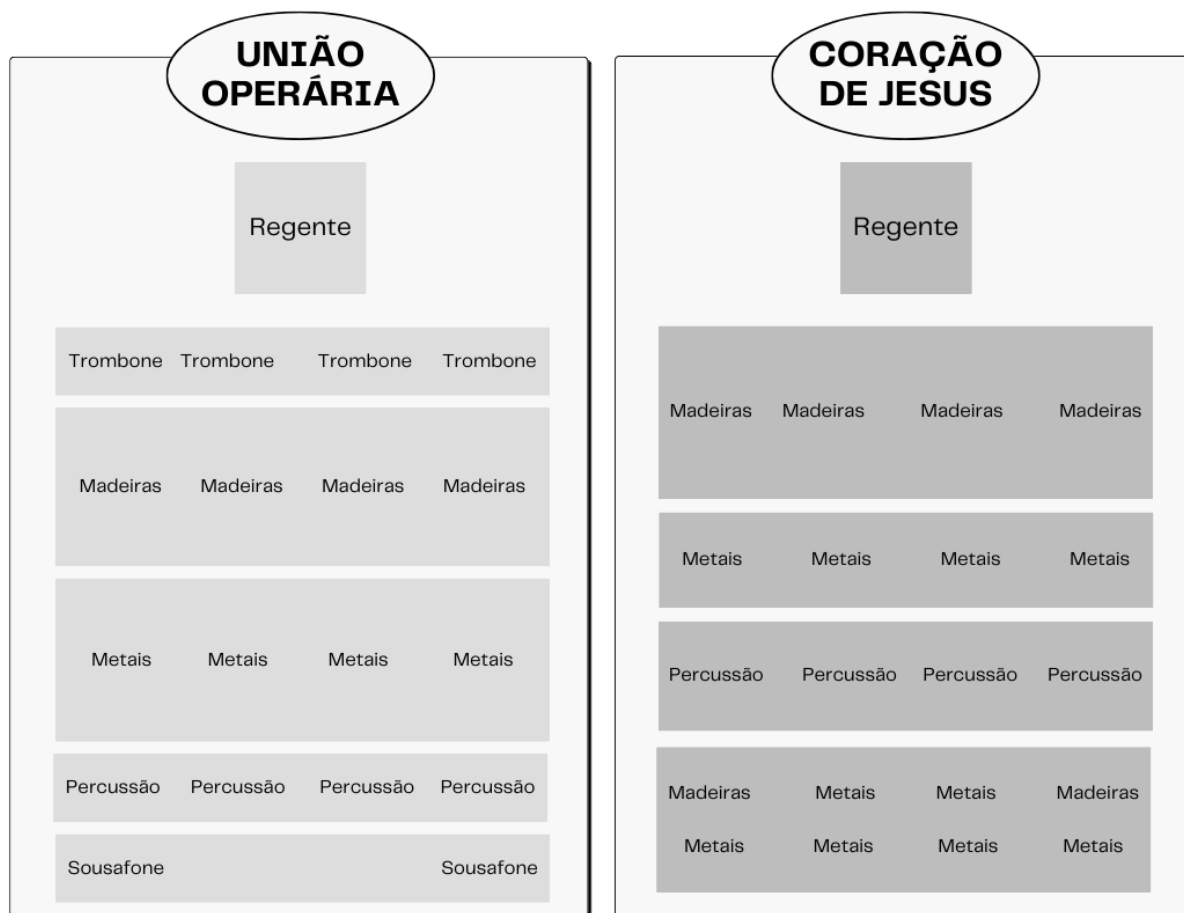 UNIÃO
OPERÁRIA
Regente
Trombone Trombone Trombone Trombone
Madeiras Madeiras Madeiras Madeiras
Metais Metais Metais Metais
Percussão Percussão Percussão Percussão
Sousafone Sousafone
CORAÇÃO
DE JESUS
Regente
Madeiras Madeiras Madeiras Madeiras
Metais Metais Metais Metais
Percussão Percussão Percussão Percussão
Madeiras Metais Metais Madeiras
Metais Metais Metais Metais